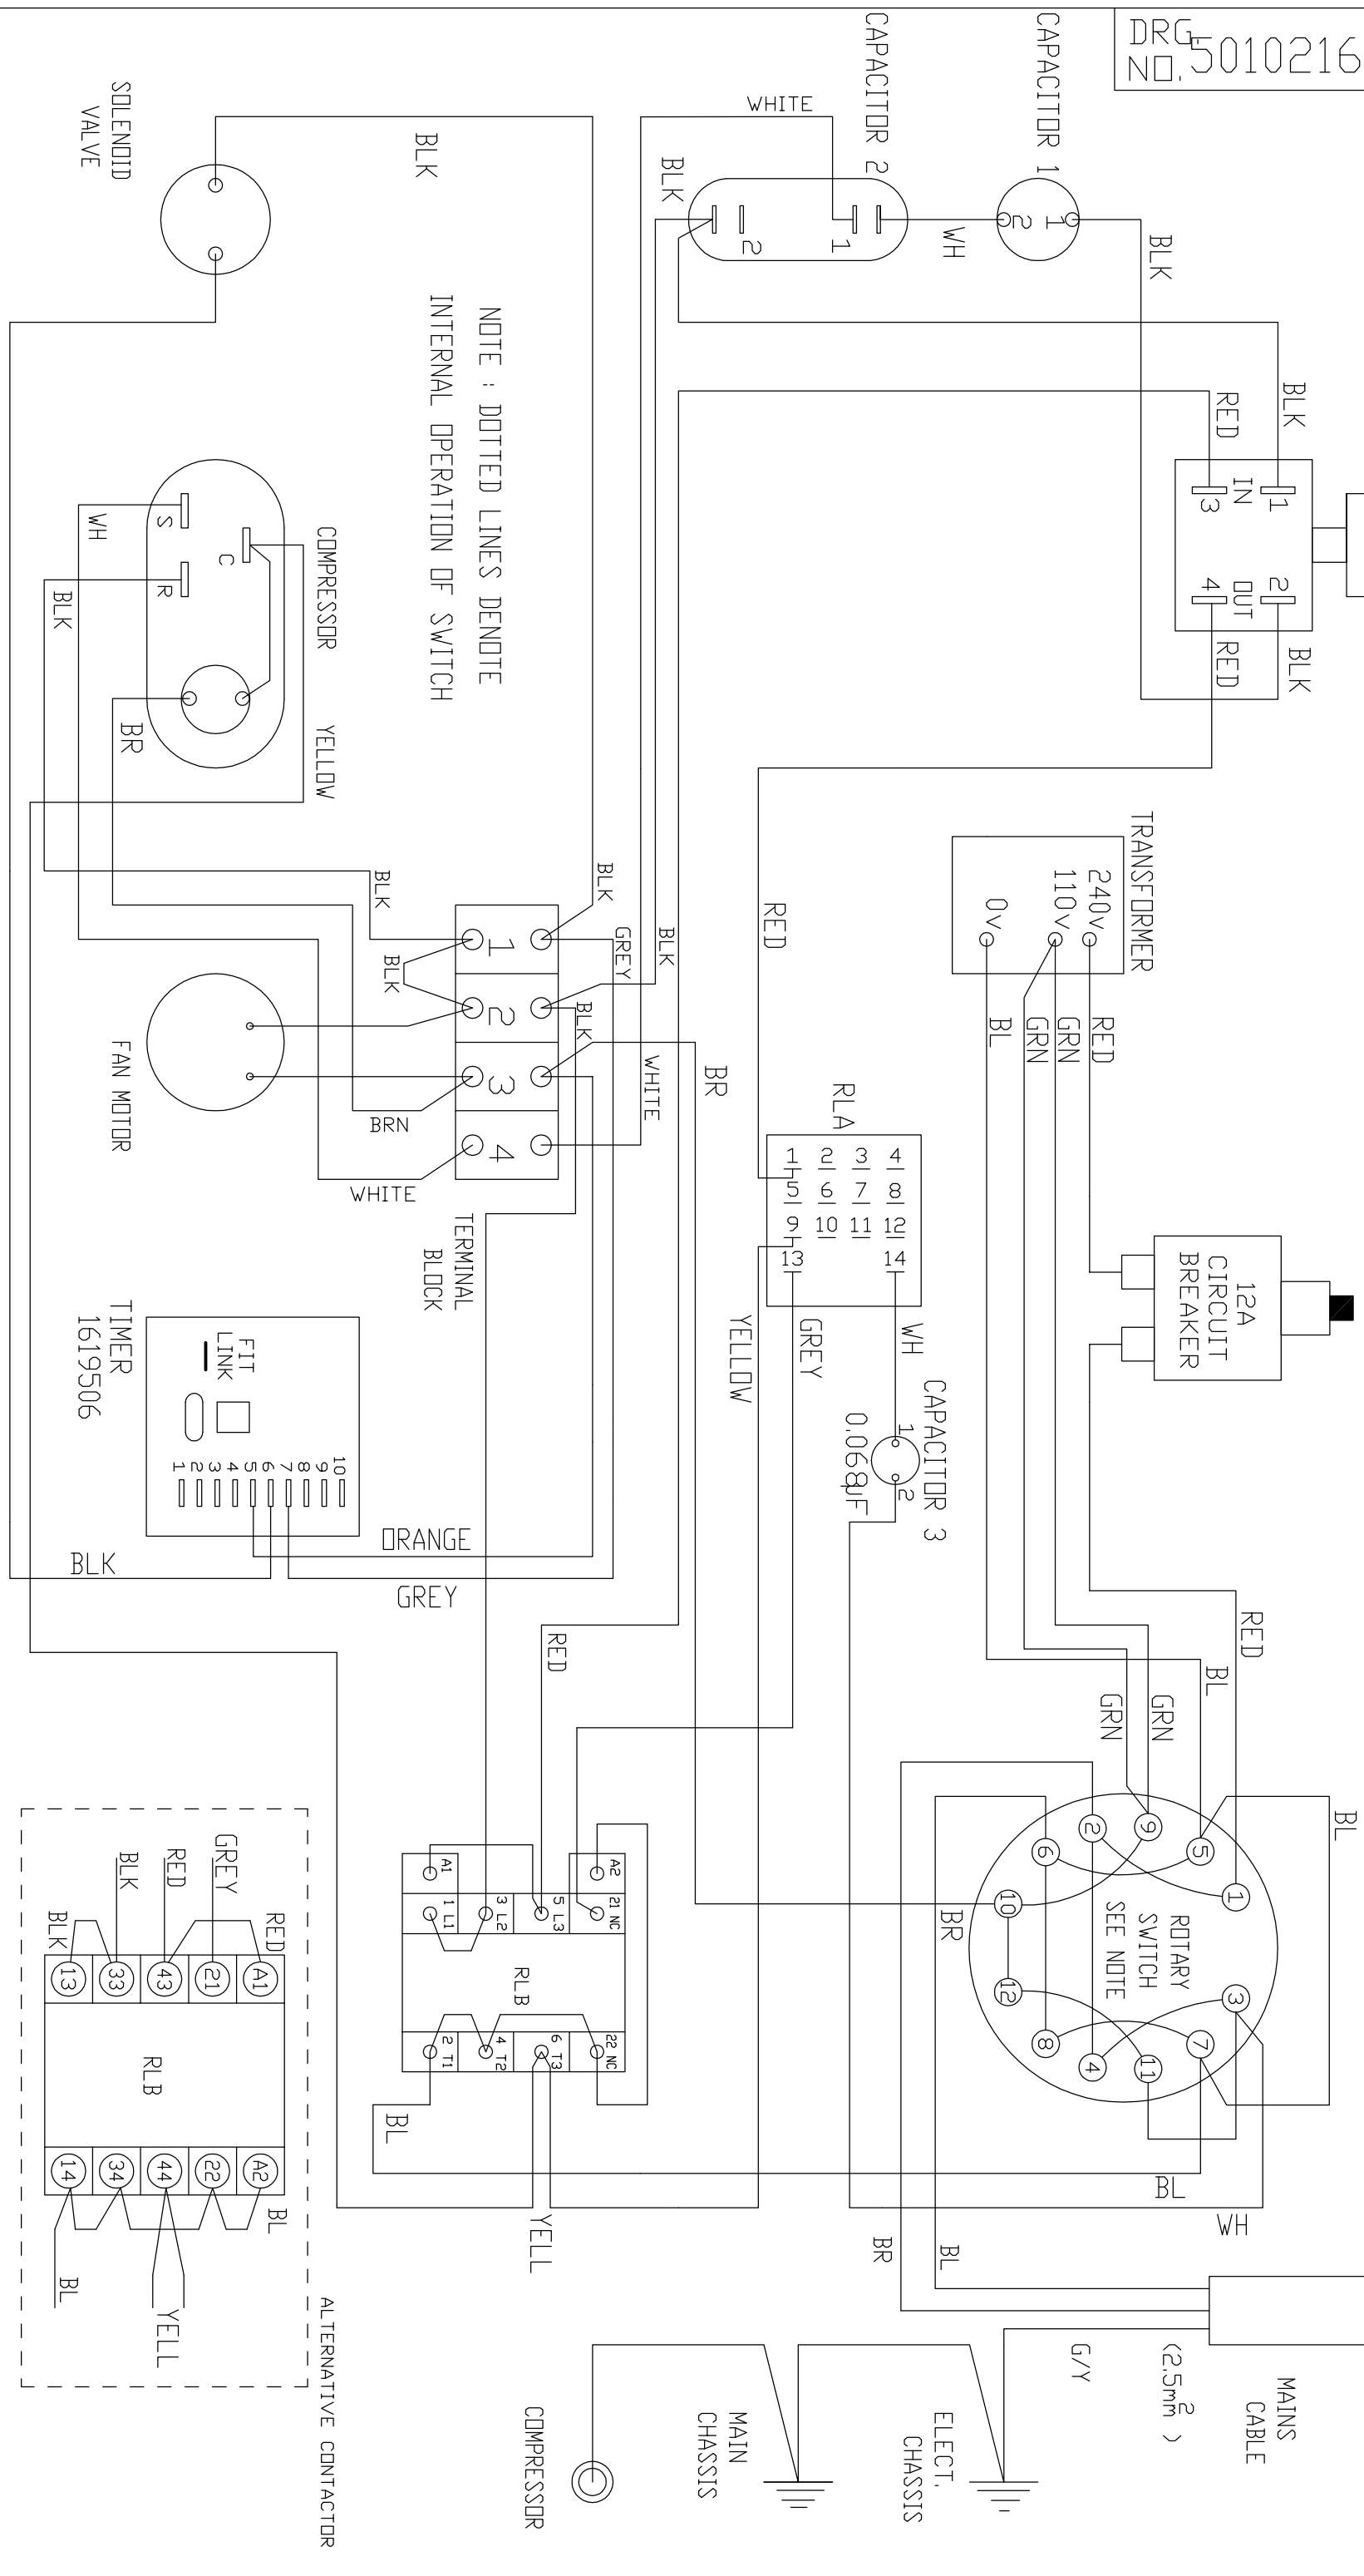 DRG.
NO. 5010216
CAPACITOR 1
CAPACITOR 2
WHITE
BLK
1
2
WH
1
2
BLK
SOLENOID
VALVE
BLK
NOTE : DOTTED LINES DENOTE
INTERNAL OPERATION OF SWITCH
BLK
RED
IN
1
3
OUT
2
4
BLK
RED
COMPRESSOR
S
C
R
WH
BLK
BR
YELLOW
TRANSFORMER
240v
110v
0v
RED
GRN
GRN
BL
RED
BLK
BLK
GREY
BLK
BLK
BLK
WHITE
BR
1
2
3
4
BRN
WHITE
TERMINAL
BLOCK
FAN MOTOR
RLA
1 2 3 4
5 6 7 8
9 10 11 12
13 14
YELLOW
GREY
WH
12A
CIRCUIT
BREAKER
CAPACITOR 3
0.068µF
1
2
TIMER
1619506
FIT
LINK
10
9
8
7
6
5
4
3
2
1
ORANGE
GREY
BLK
RED
RED
BL
GRN
GRN
BL
ROTARY
SWITCH
SEE NOTE
1
5
9
2
6
10
12
8
4
11
7
3
BR
RLB
A1
1 L1
3 L2
5 L3
21 NC
A2
2 T1
4 T2
6 T3
22 NC
BL
YELL
BL
WH
BR
BL
GREY
RED
BLK
BLK
RED
13
33
43
21
A1
RLB
14
34
44
22
A2
BL
BL
YELL
ALTERNATIVE CONTACTOR
G/Y
(2.5mm² )
MAINS
CABLE
ELECT.
CHASSIS
MAIN
CHASSIS
COMPRESSOR